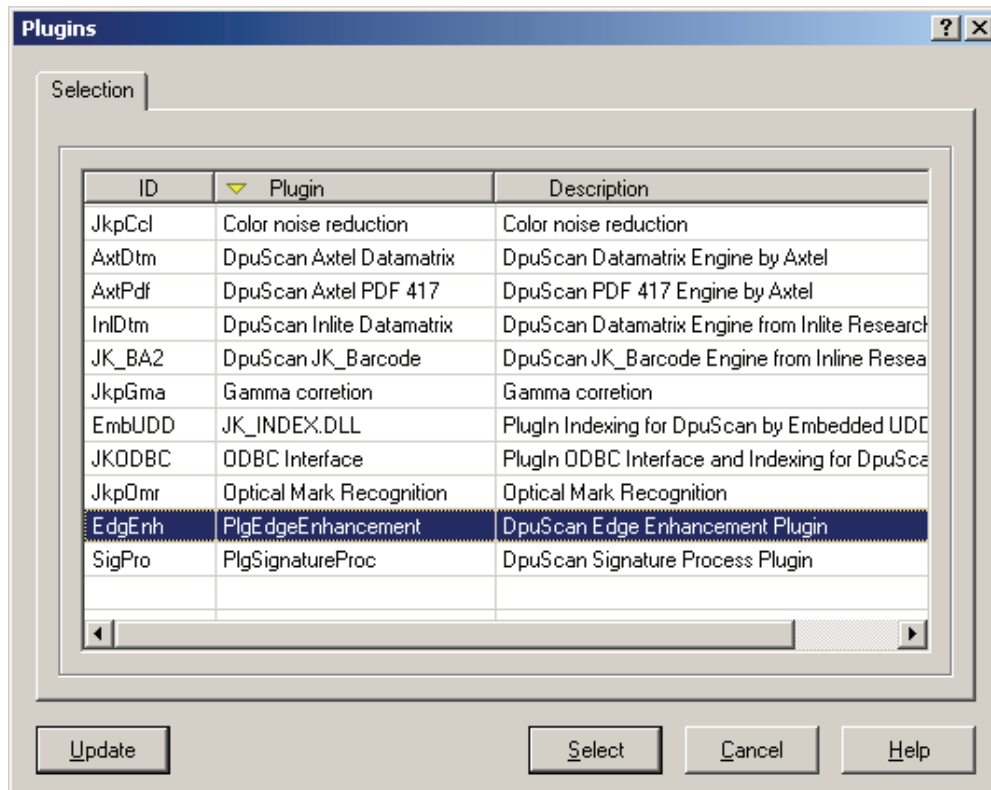 Plugins
Selection
ID Plugin Description
JkpCcl Color noise reduction Color noise reduction
AxtDtm DpuScan Axtel Datamatrix DpuScan Datamatrix Engine by Axtel
AxtPdf DpuScan Axtel PDF 417 DpuScan PDF 417 Engine by Axtel
InlDtm DpuScan Inlite Datamatrix DpuScan Datamatrix Engine from Inlite Research
JK_BA2 DpuScan JK_Barcode DpuScan JK_Barcode Engine from Inline Resea
JkpGma Gamma corretion Gamma corretion
EmbUDD JK_INDEX.DLL PlugIn Indexing for DpuScan by Embedded UDD
JKODBC ODBC Interface PlugIn ODBC Interface and Indexing for DpuSca
JkpOmr Optical Mark Recognition Optical Mark Recognition
EdgEnh PlgEdgeEnhancement DpuScan Edge Enhancement Plugin
SigPro PlgSignatureProc DpuScan Signature Process Plugin
Update Select Cancel Help